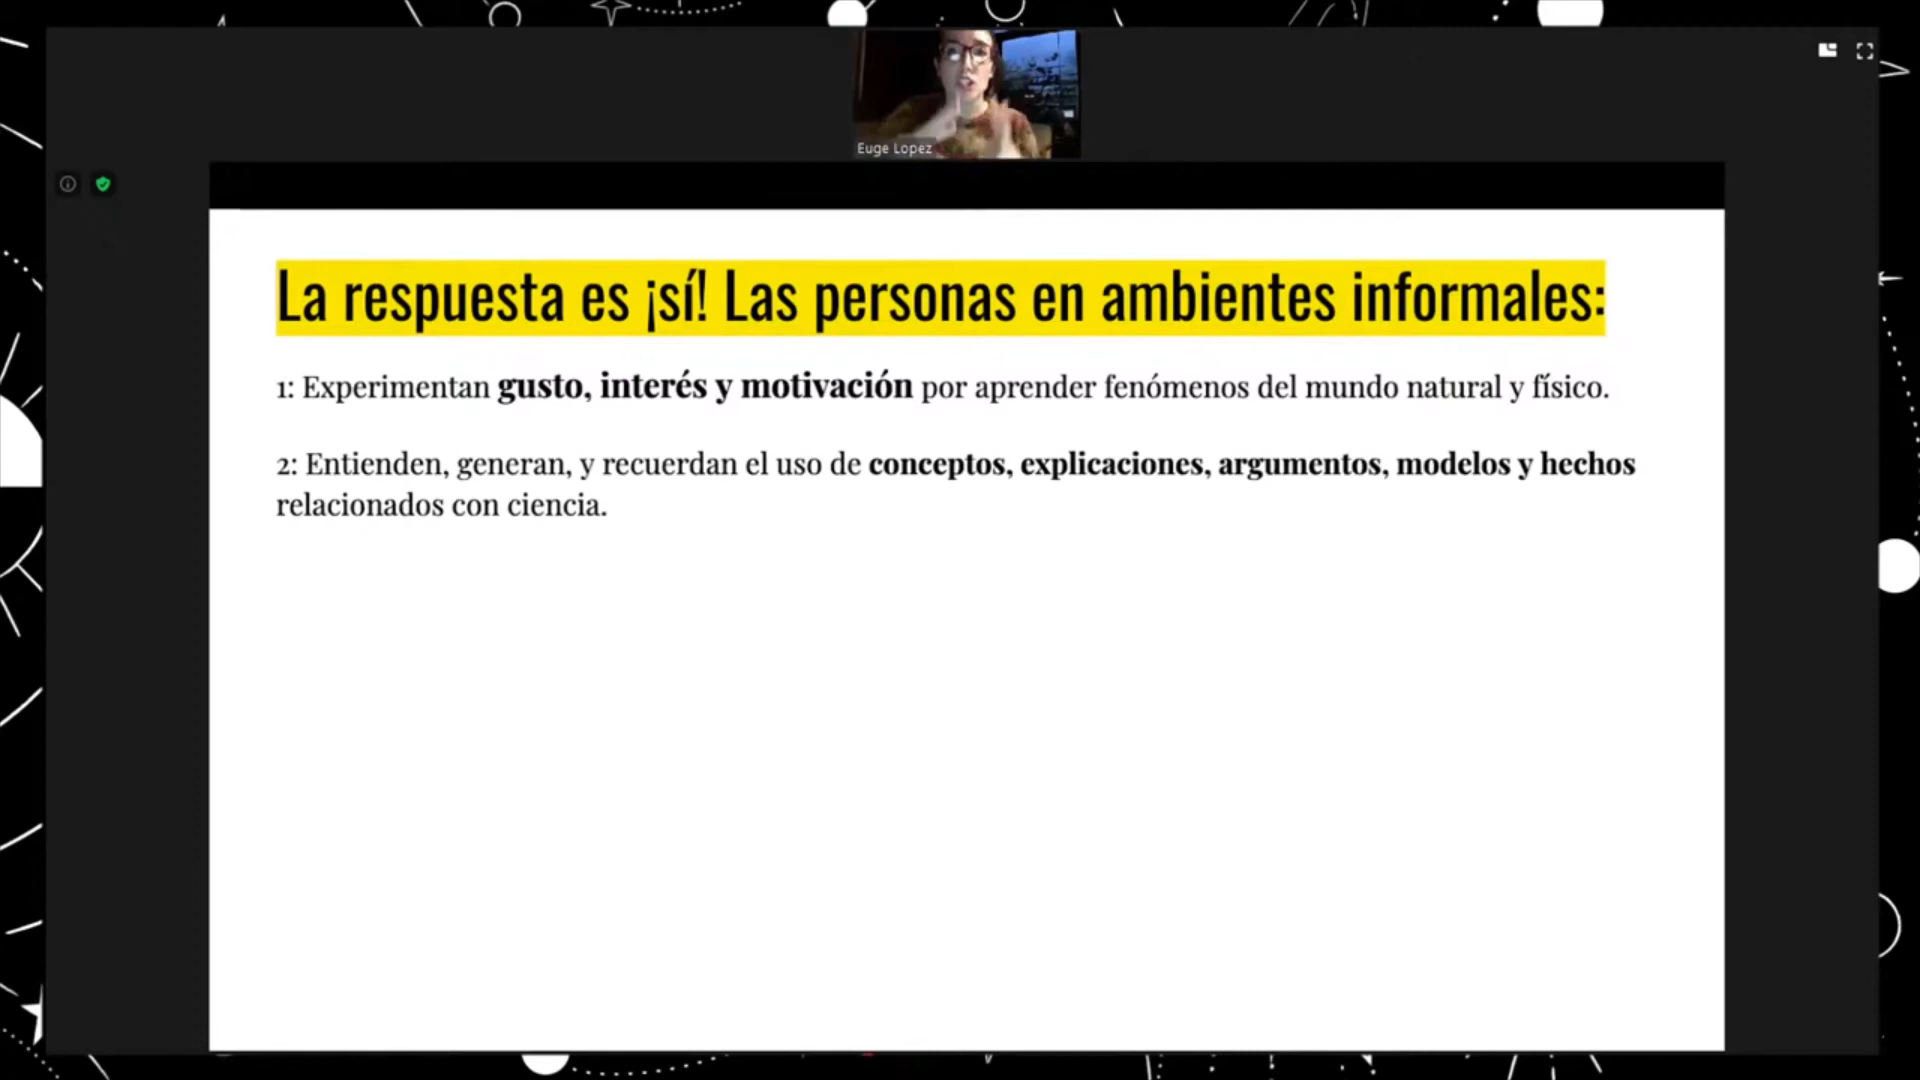 Euge Lopez
La respuesta es ¡sí! Las personas en ambientes informales:
1: Experimentan gusto, interés y motivación por aprender fenómenos del mundo natural y físico.
2: Entienden, generan, y recuerdan el uso de conceptos, explicaciones, argumentos, modelos y hechos
relacionados con ciencia.